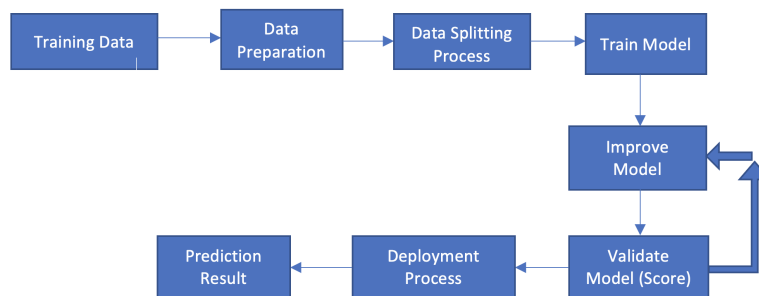 Training Data
Data
Preparation
Data Splitting
Process
Train Model
Improve
Model
Validate
Model (Score)
Deployment
Process
Prediction
Result